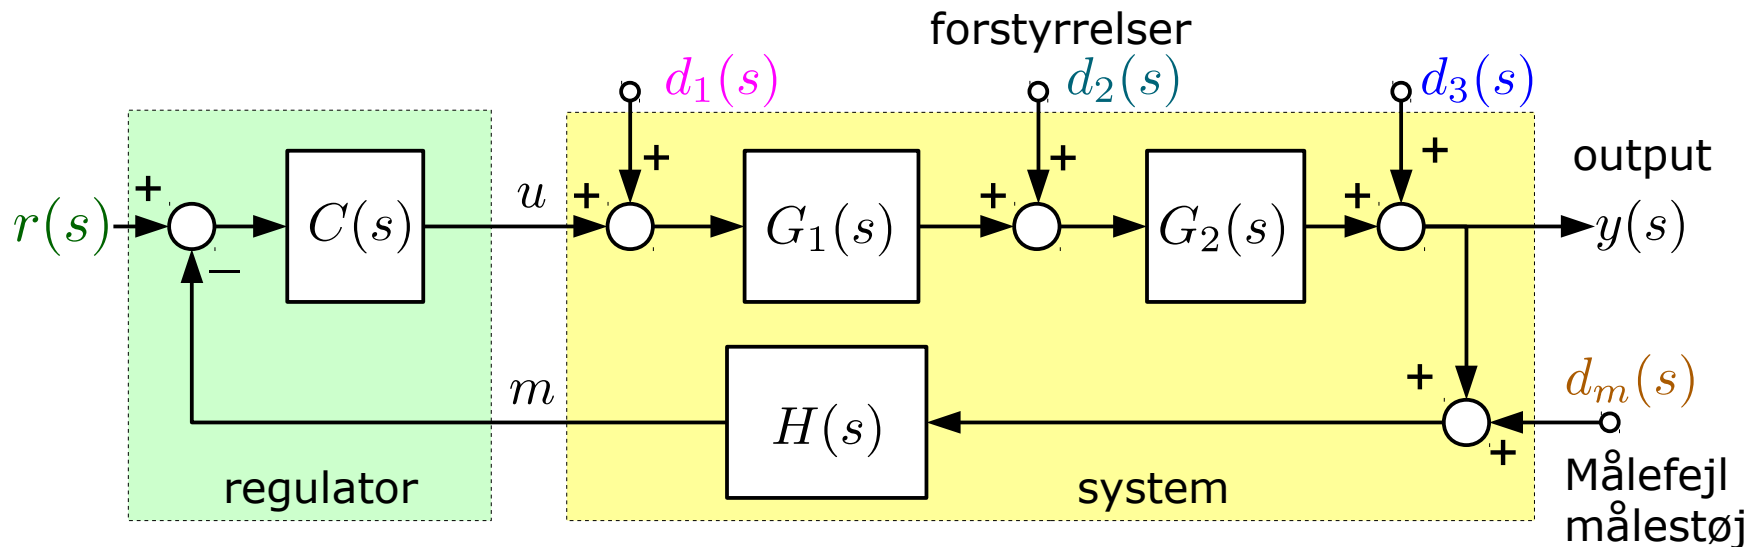 forstyrrelser
d₁(s)
d₂(s)
d₃(s)
+
+
+
output
+
u
+
+
+
r(s)
C(s)
G₁(s)
G₂(s)
y(s)
−
m
+
dₘ(s)
H(s)
+
regulator
system
Målefejl
målestøj